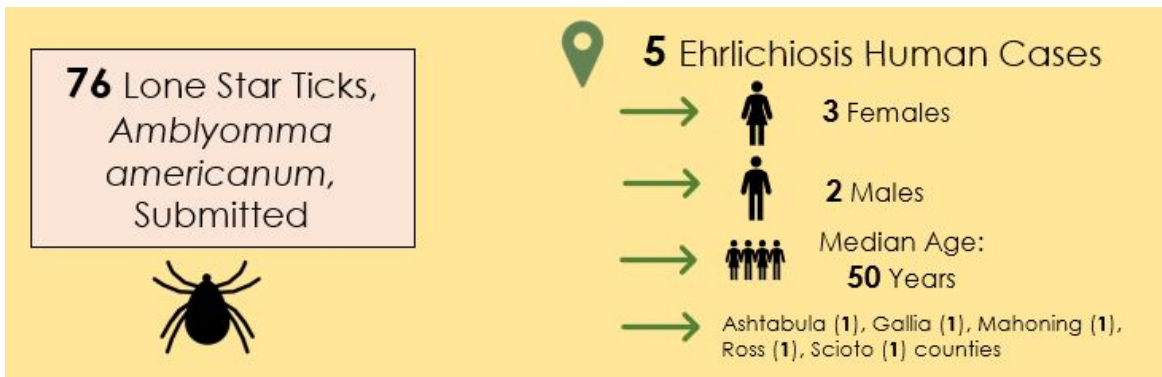 76 Lone Star Ticks,
Amblyomma
americanum,
Submitted
5 Ehrlichiosis Human Cases
3 Females
2 Males
Median Age:
50 Years
Ashtabula (1), Gallia (1), Mahoning (1),
Ross (1), Scioto (1) counties